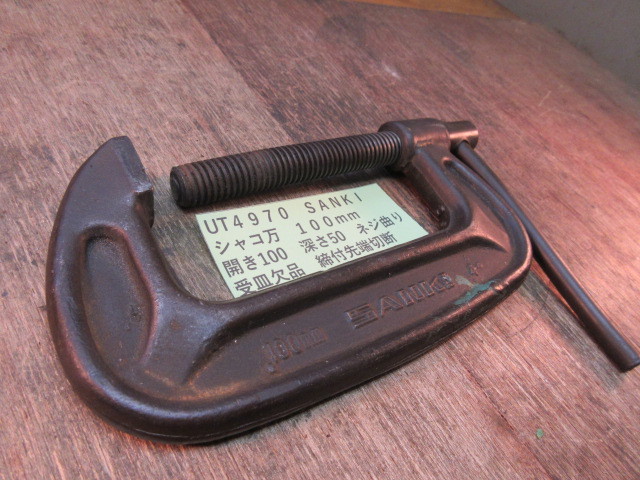 UT4970 SANKI
シャコ万 100mm
開き100 深さ50 ネジ曲り
受皿欠品 締付先端切断
100mm
SANKI